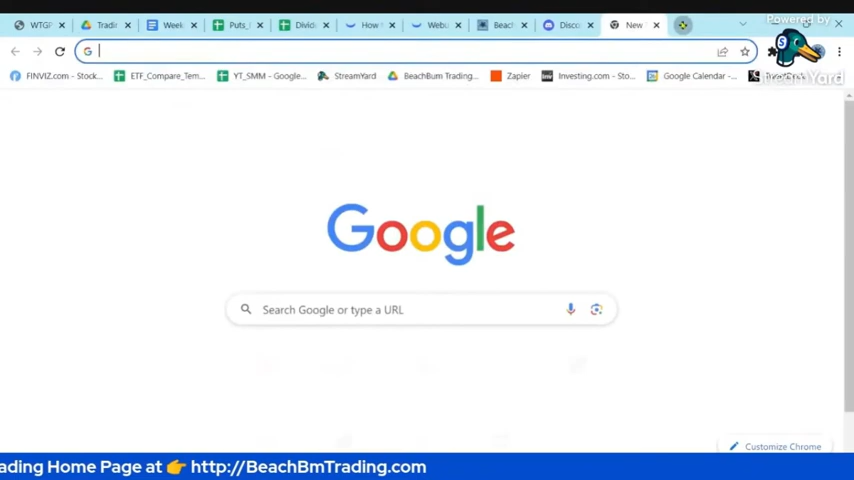 WTGI
Tradi
Week
Puts_
Divid
How
Webu
Beac
Disco
New
Powered by
StreamYard
FINVIZ.com - Stock...
ETF_Compare_Tem...
YT_SMM - Google...
StreamYard
BeachBum Trading...
Zapier
Investing.com - Sto...
Google Calendar -...
Google
Search Google or type a URL
Customize Chrome
ading Home Page at 👉 http://BeachBmTrading.com